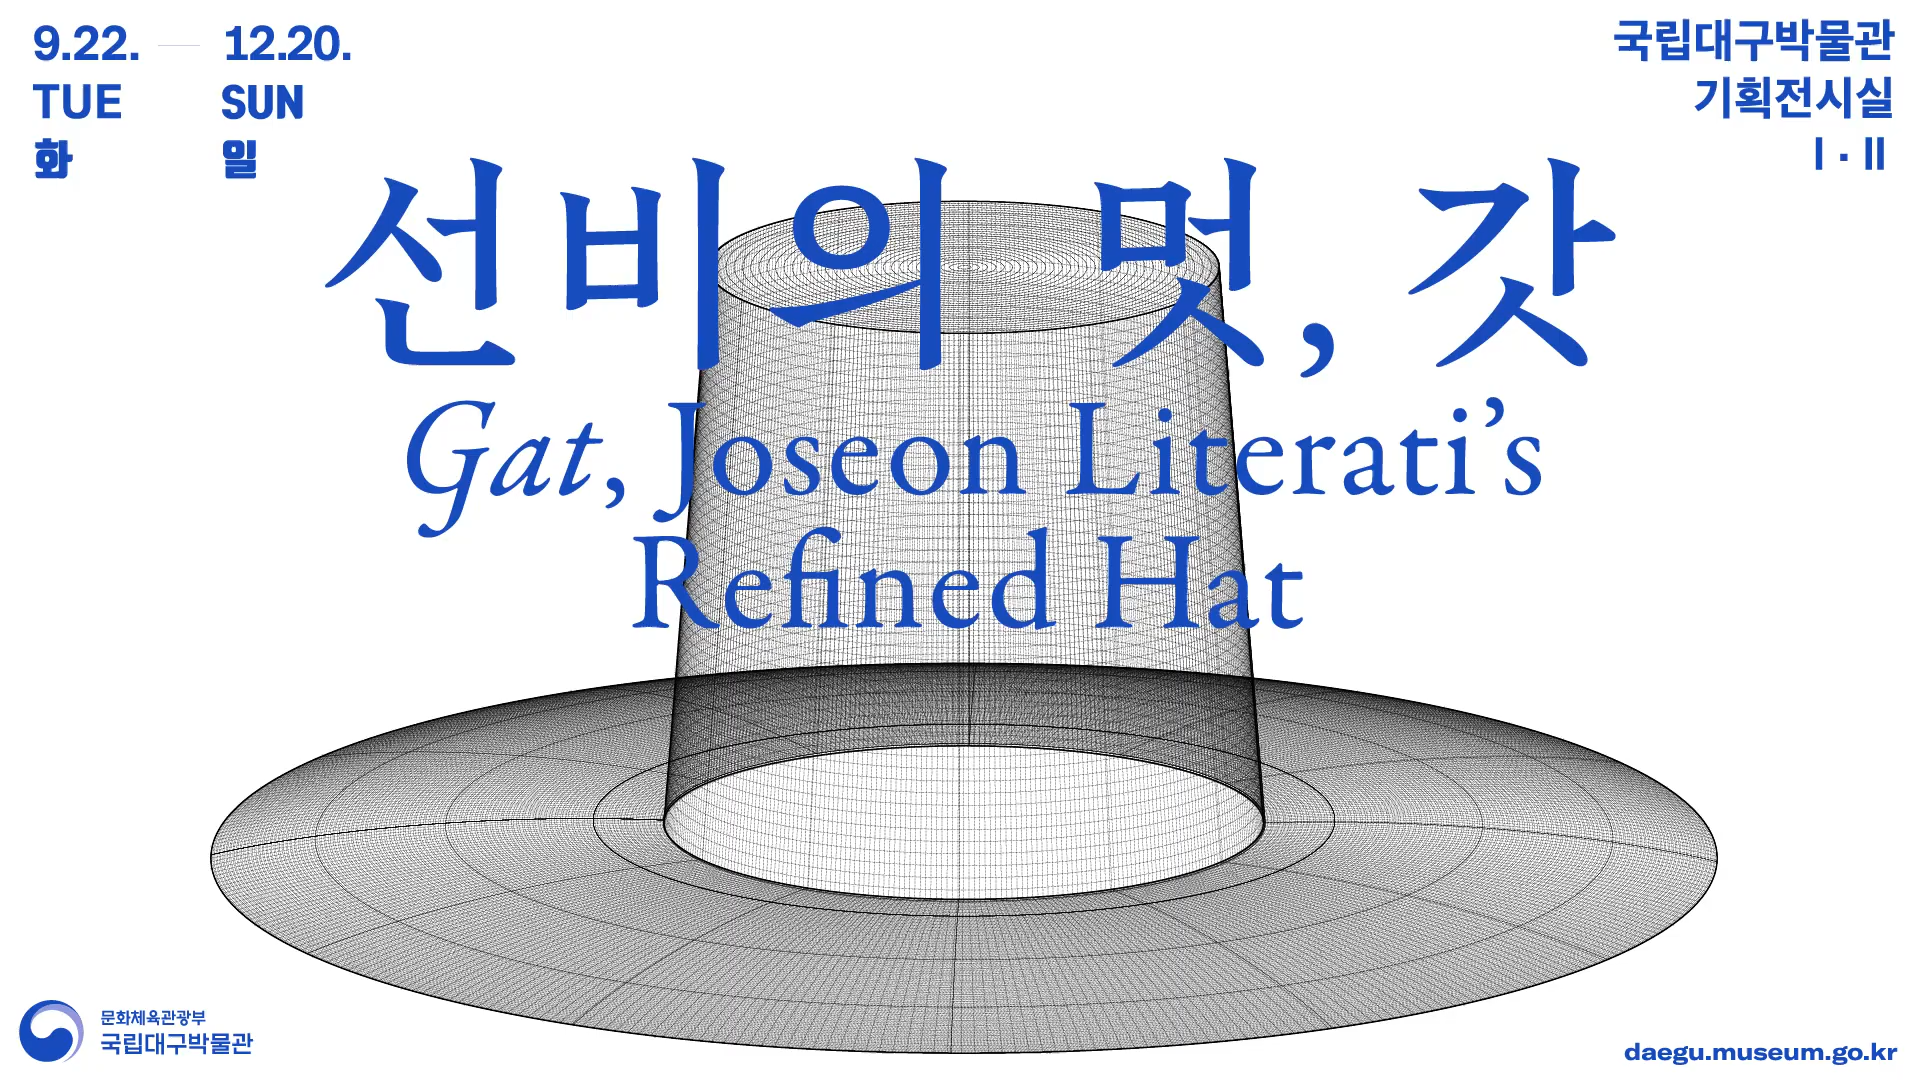 9.22. — 12.20.
TUE SUN
화 일
국립대구박물관
기획전시실
I · II
선비의 멋, 갓
Gat, Joseon Literati’s
Refined Hat
문화체육관광부
국립대구박물관
daegu.museum.go.kr